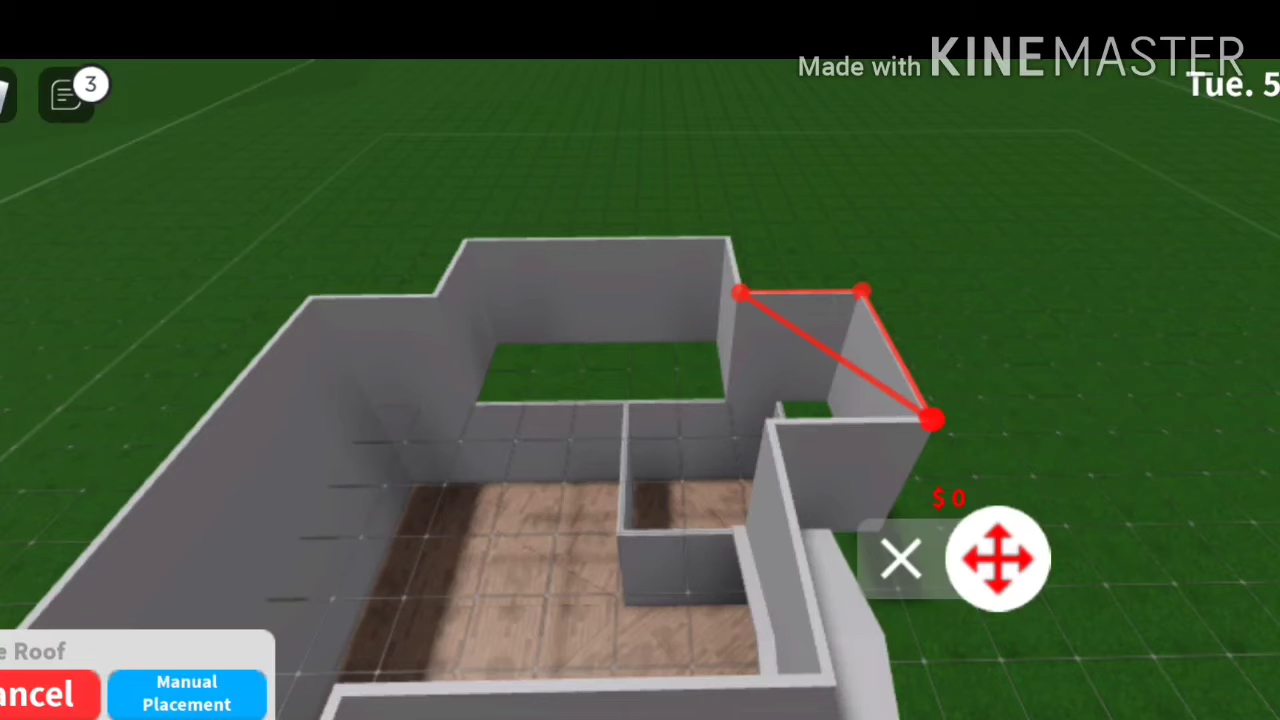 Made with KINEMASTER
3
Tue. 5
$ 0
e Roof
ancel
Manual
Placement